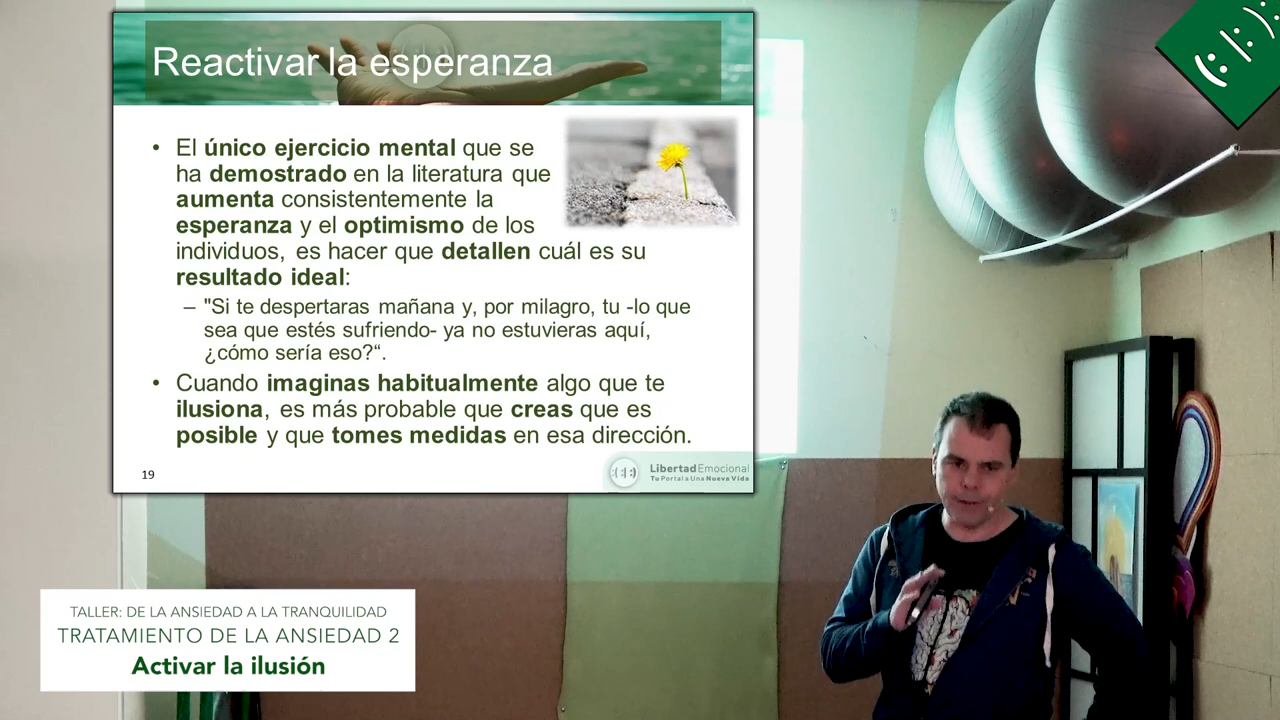 Reactivar la esperanza
• El único ejercicio mental que se
ha demostrado en la literatura que
aumenta consistentemente la
esperanza y el optimismo de los
individuos, es hacer que detallen cuál es su
resultado ideal:
– "Si te despertaras mañana y, por milagro, tu -lo que
sea que estés sufriendo- ya no estuvieras aquí,
¿cómo sería eso?“.
• Cuando imaginas habitualmente algo que te
ilusiona, es más probable que creas que es
posible y que tomes medidas en esa dirección.
19
LibertadEmocional
Tu Portal a Una Nueva Vida
TALLER: DE LA ANSIEDAD A LA TRANQUILIDAD
TRATAMIENTO DE LA ANSIEDAD 2
Activar la ilusión